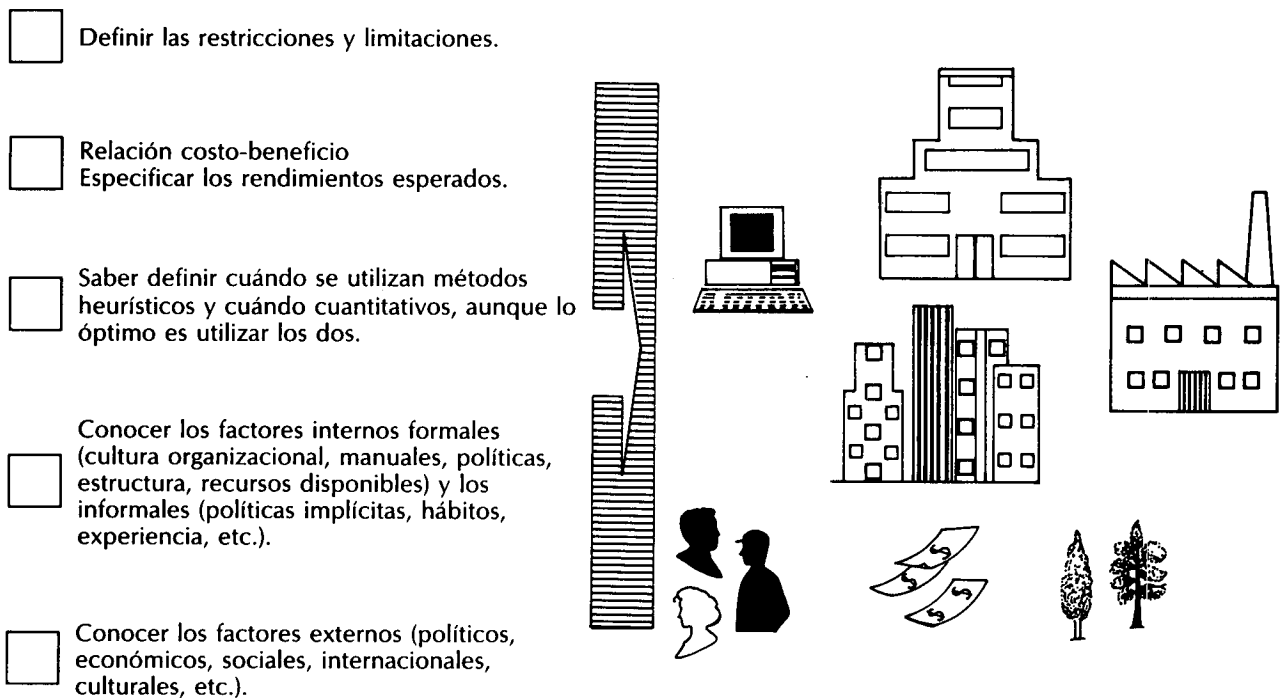 Definir las restricciones y limitaciones.
Relación costo-beneficio
Especificar los rendimientos esperados.
Saber definir cuándo se utilizan métodos
heurísticos y cuándo cuantitativos, aunque lo
óptimo es utilizar los dos.
Conocer los factores internos formales
(cultura organizacional, manuales, políticas,
estructura, recursos disponibles) y los
informales (políticas implícitas, hábitos,
experiencia, etc.).
Conocer los factores externos (políticos,
económicos, sociales, internacionales,
culturales, etc.).
$
$
$
$